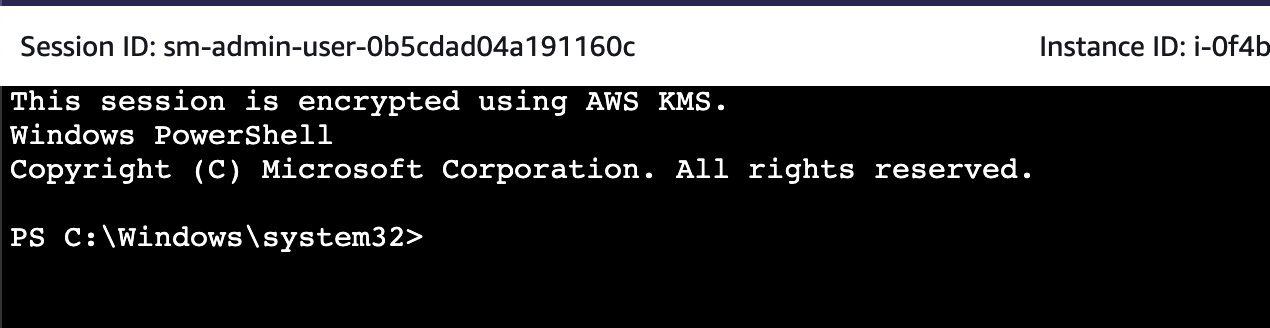 Session ID: sm-admin-user-0b5cdad04a191160c Instance ID: i-0f4b
This session is encrypted using AWS KMS.
Windows PowerShell
Copyright (C) Microsoft Corporation. All rights reserved.
PS C:\Windows\system32>